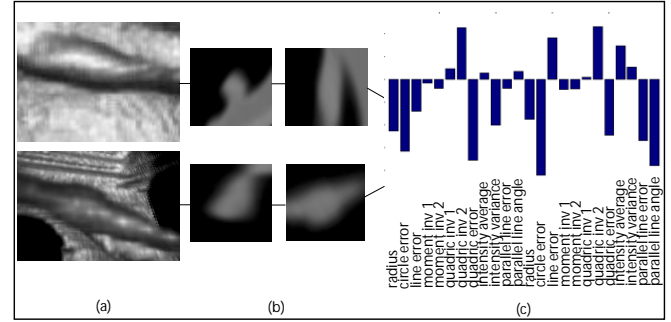 radius
circle error
line error
moment inv 1
moment inv 2
quadric inv 1
quadric inv 2
quadric error
intensity average
intensity variance
parallel line error
parallel line angle
radius
circle error
line error
moment inv 1
moment inv 2
quadric inv 1
quadric inv 2
quadric error
intensity average
intensity variance
parallel line error
parallel line angle
(a)
(b)
(c)